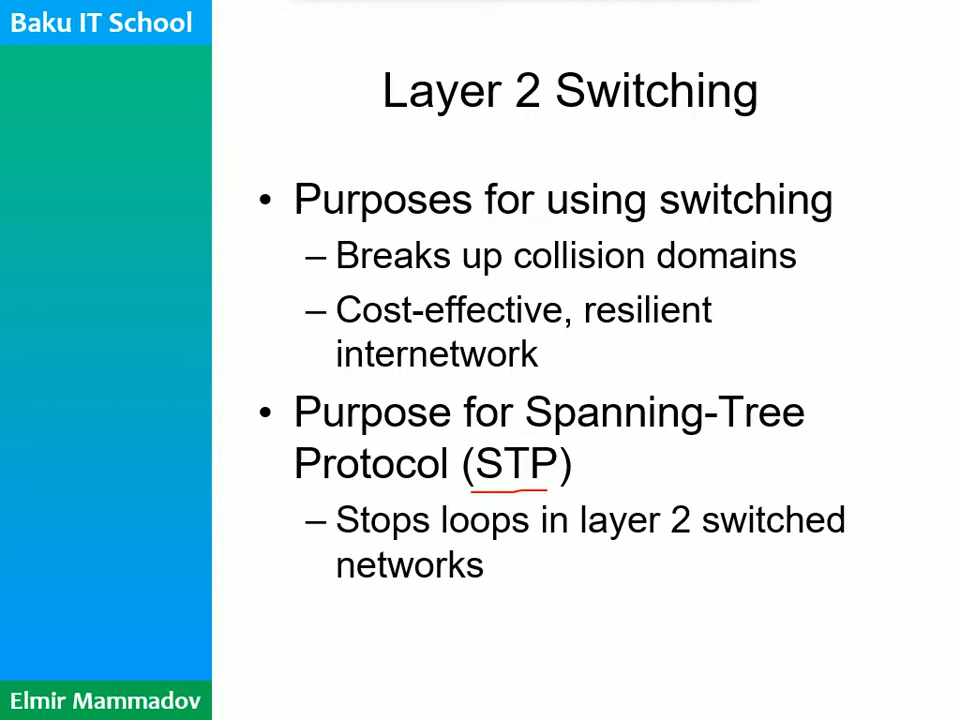 Baku IT School
Layer 2 Switching
• Purposes for using switching
– Breaks up collision domains
– Cost-effective, resilient
internetwork
• Purpose for Spanning-Tree
Protocol (STP)
– Stops loops in layer 2 switched
networks
Elmir Mammadov